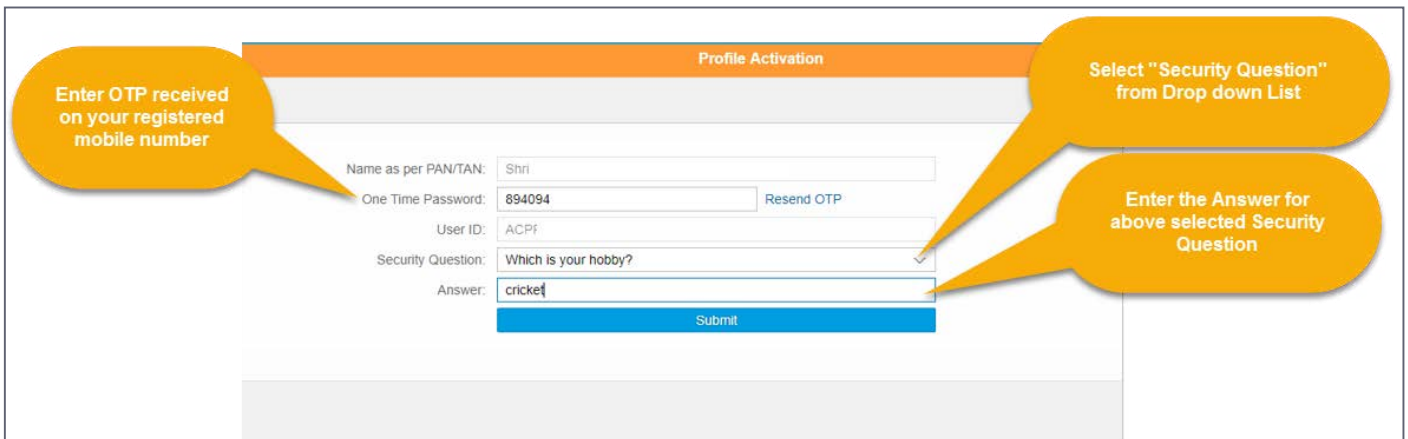 Profile Activation
Enter OTP received
on your registered
mobile number
Select "Security Question"
from Drop down List
Name as per PAN/TAN: Shri
One Time Password: 894094 Resend OTP
User ID: ACPF
Security Question: Which is your hobby?
Answer: cricket
Submit
Enter the Answer for
above selected Security
Question